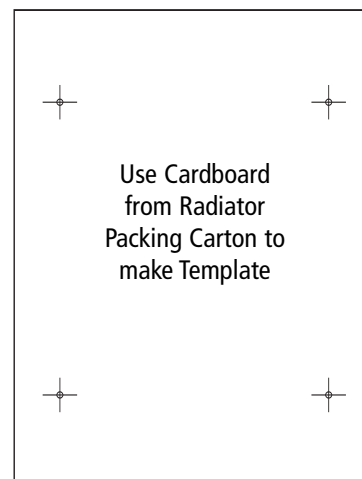 Use Cardboard
from Radiator
Packing Carton to
make Template